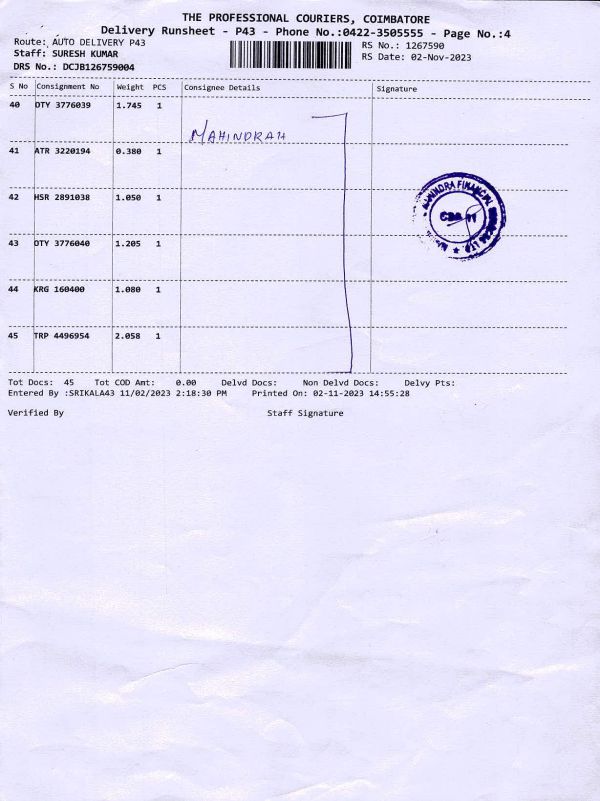 THE PROFESSIONAL COURIERS, COIMBATORE
Delivery Runsheet - P43 - Phone No.:0422-3505555 - Page No.:4
Route: AUTO DELIVERY P43
RS No.: 1267590
Staff: SURESH KUMAR
RS Date: 02-Nov-2023
DRS No.: DCJB126759004
S No Consignment No Weight PCS Consignee Details Signature
40 OTY 3776039 1.745 1
MAHINDRAH
41 ATR 3220194 0.380 1
42 HSR 2891038 1.050 1
43 OTY 3776040 1.205 1
44 KRG 160400 1.080 1
45 TRP 4496954 2.058 1
Tot Docs: 45 Tot COD Amt: 0.00 Delvd Docs: Non Delvd Docs: Delvy Pts:
Entered By :SRIKALA43 11/02/2023 2:18:30 PM Printed On: 02-11-2023 14:55:28
Verified By Staff Signature